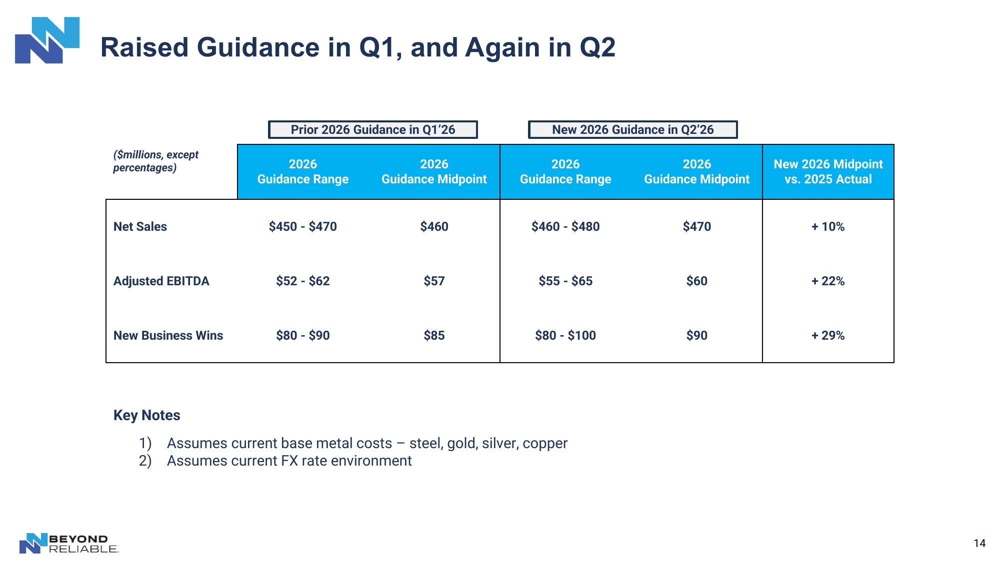 Raised Guidance in Q1, and Again in Q2
Prior 2026 Guidance in Q1’26
New 2026 Guidance in Q2’26
($millions, except
percentages)
2026
Guidance Range
2026
Guidance Midpoint
2026
Guidance Range
2026
Guidance Midpoint
New 2026 Midpoint
vs. 2025 Actual
Net Sales $450 - $470 $460 $460 - $480 $470 + 10%
Adjusted EBITDA $52 - $62 $57 $55 - $65 $60 + 22%
New Business Wins $80 - $90 $85 $80 - $100 $90 + 29%
Key Notes
1) Assumes current base metal costs – steel, gold, silver, copper
2) Assumes current FX rate environment
BEYOND
RELIABLE
14